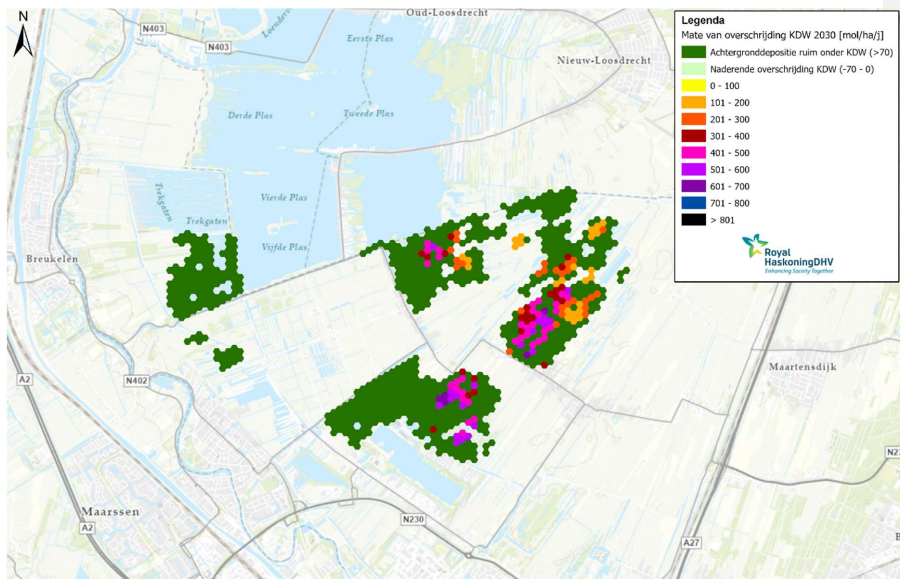 N
Oud-Loosdrecht
N403
Loenderv
Eerste Plas
N403
Nieuw-Loosdrecht
Derde Plas
Tweede Plas
Trekgaten
Vierde Plas
Trekgaten
Vijfde Plas
Breukelen
A2
N402
Maartensdijk
Maarssen
A2
N230
A27
N2
B
Legenda
Mate van overschrijding KDW 2030 [mol/ha/j]
Achtergronddepositie ruim onder KDW (>70)
Naderende overschrijding KDW (-70 - 0)
0 - 100
101 - 200
201 - 300
301 - 400
401 - 500
501 - 600
601 - 700
701 - 800
> 801
Royal
HaskoningDHV
Enhancing Society Together